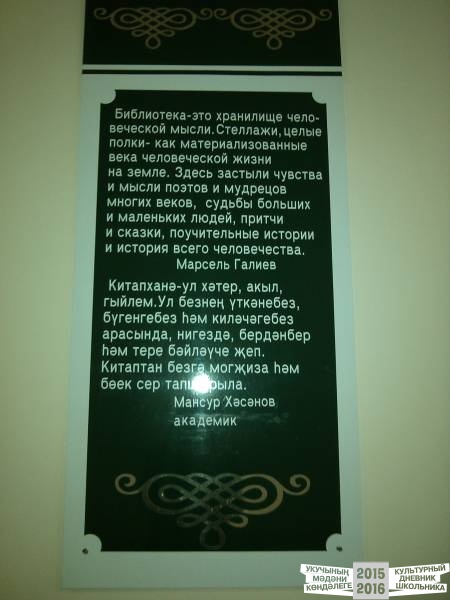 Библиотека-это хранилище чело-
веческой мысли. Стеллажи, целые
полки- как материализованные
века человеческой жизни
на земле. Здесь застыли чувства
и мысли поэтов и мудрецов
многих веков, судьбы больших
и маленьких людей, притчи
и сказки, поучительные истории
и история всего человечества.
Марсель Галиев
Китапханә-ул хәтер, акыл,
гыйлем. Ул безнең үткәнебез,
бүгенгебез һәм киләчәгебез
арасында, нигездә, бердәнбер
һәм тере бәйләүче җеп.
Китаптан безгә могҗиза һәм
бөек сер тапшырыла.
Мансур Хәсәнов
академик
УКУЧЫНЫҢ
МӘДӘНИ
КӨНДӘЛЕГЕ
2015
2016
КУЛЬТУРНЫЙ
ДНЕВНИК
ШКОЛЬНИКА